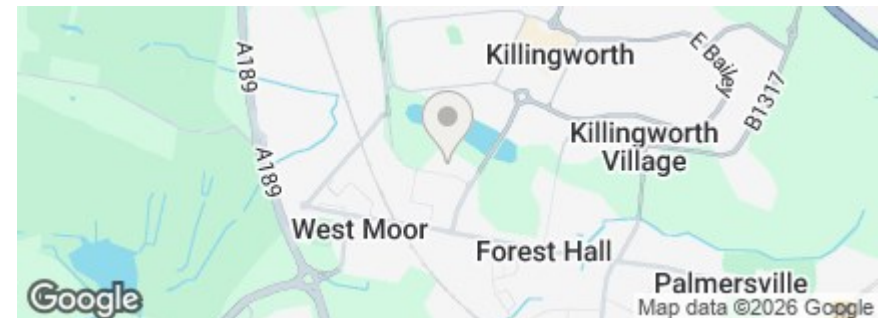 Killingworth
A189
E Bailey
B1317
Killingworth
Village
A189
West Moor
Forest Hall
Palmersville
Google
Map data ©2026 Google